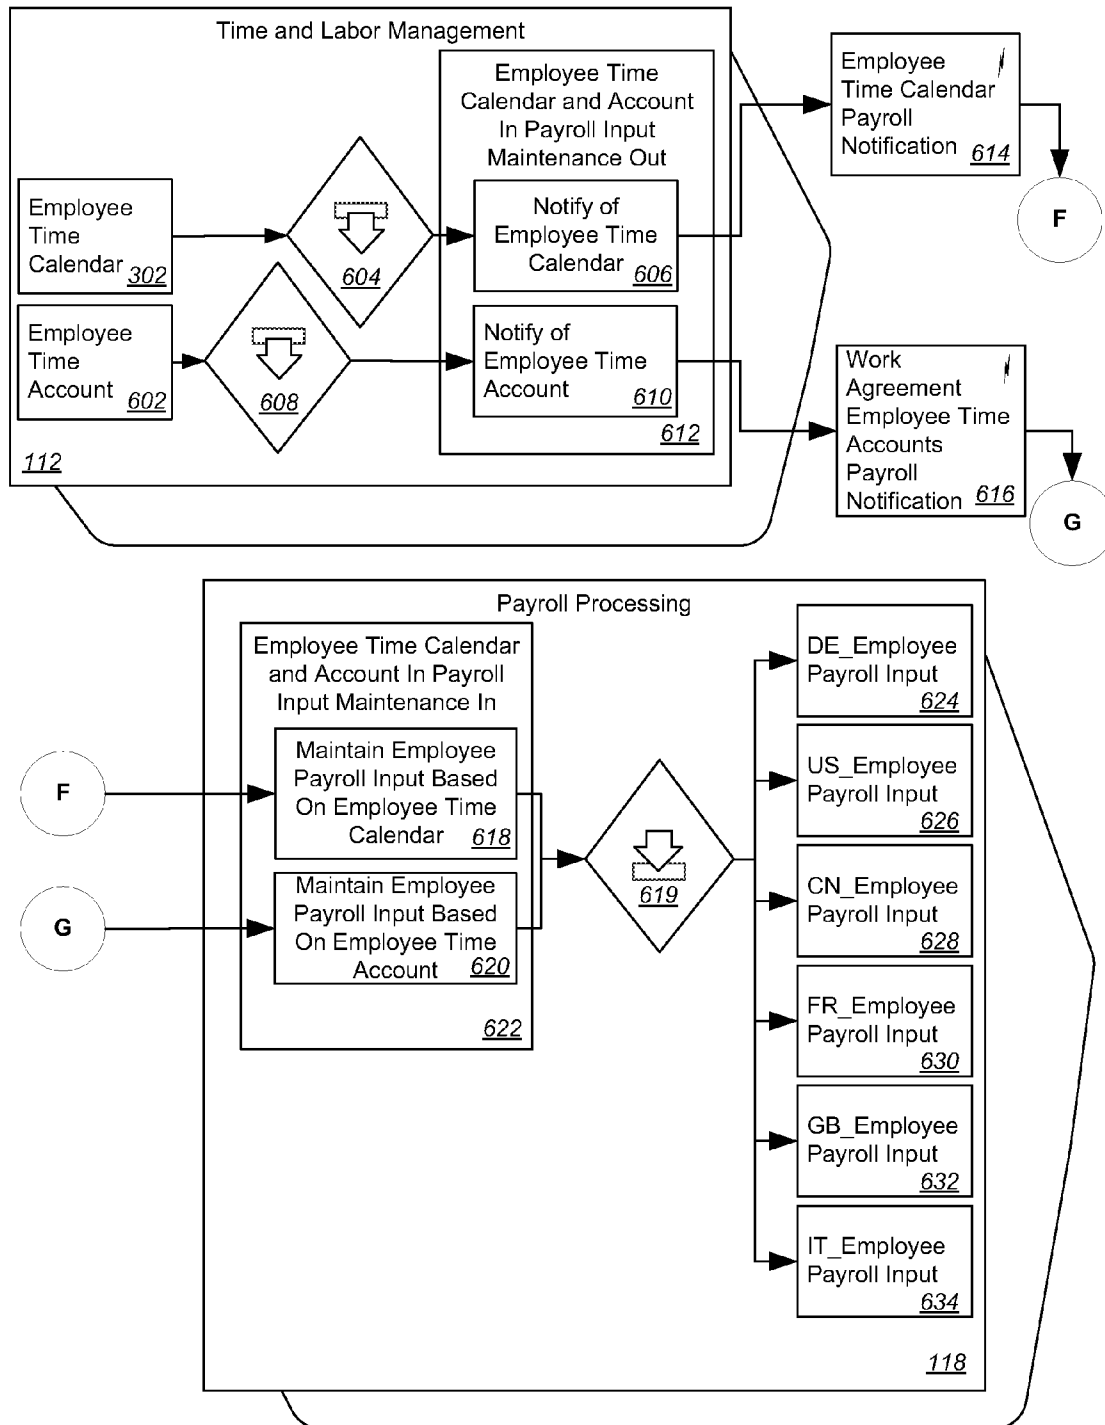 Time and Labor Management
Employee Time
Calendar and Account
In Payroll Input
Maintenance Out
Employee
Time
Calendar
302
604
Notify of
Employee Time
Calendar
606
Employee
Time
Account
602
608
Notify of
Employee Time
Account
610
612
112
Employee
Time Calendar
Payroll
Notification
614
F
Work
Agreement
Employee Time
Accounts
Payroll
Notification
616
G
Payroll Processing
Employee Time Calendar
and Account In Payroll
Input Maintenance In
F
Maintain Employee
Payroll Input Based
On Employee Time
Calendar
618
G
Maintain Employee
Payroll Input Based
On Employee Time
Account
620
622
619
DE_Employee
Payroll Input
624
US_Employee
Payroll Input
626
CN_Employee
Payroll Input
628
FR_Employee
Payroll Input
630
GB_Employee
Payroll Input
632
IT_Employee
Payroll Input
634
118